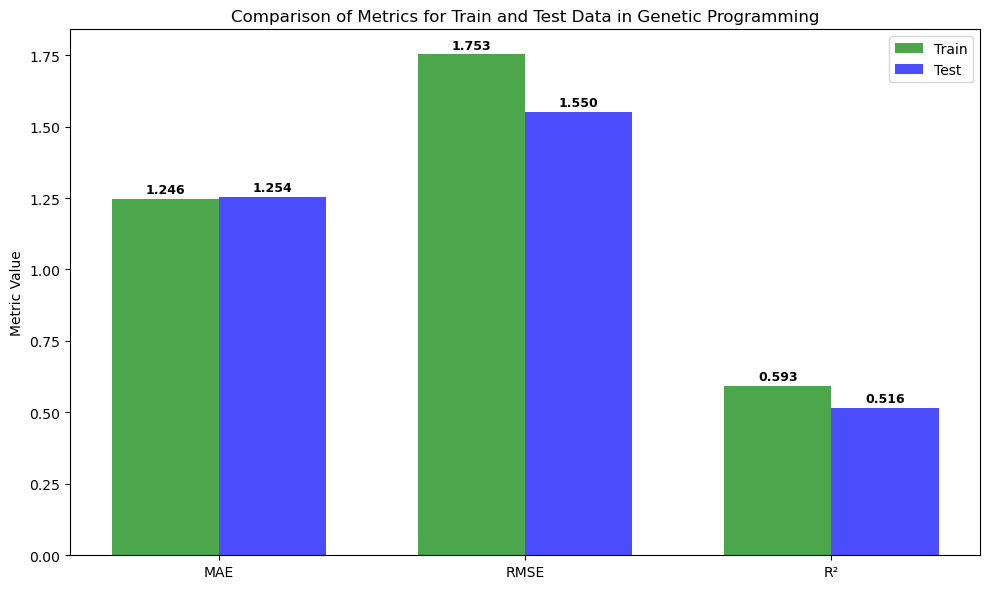 Comparison of Metrics for Train and Test Data in Genetic Programming
Train
Test
Metric Value
1.75
1.50
1.25
1.00
0.75
0.50
0.25
0.00
1.246
1.254
1.753
1.550
0.593
0.516
MAE
RMSE
R²